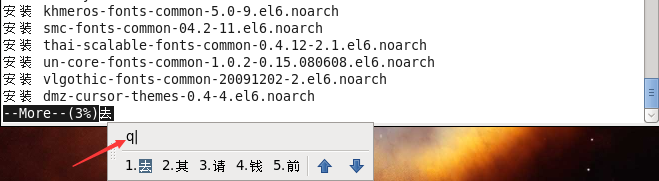 安装 khmeros-fonts-common-5.0-9.el6.noarch
安装 smc-fonts-common-04.2-11.el6.noarch
安装 thai-scalable-fonts-common-0.4.12-2.1.el6.noarch
安装 un-core-fonts-common-1.0.2-0.15.080608.el6.noarch
安装 vlgothic-fonts-common-20091202-2.el6.noarch
安装 dmz-cursor-themes-0.4-4.el6.noarch
--More--(3%)去
q
1.去 2.其 3.请 4.钱 5.前